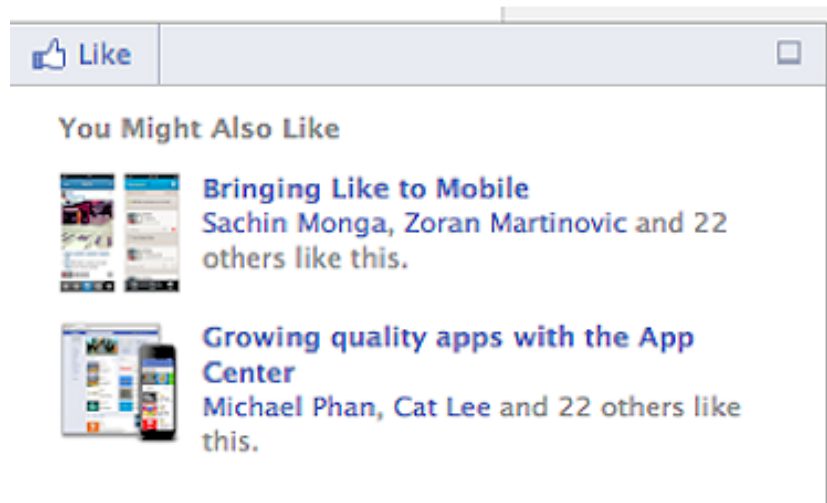 Like
You Might Also Like
Bringing Like to Mobile
Sachin Monga, Zoran Martinovic and 22
others like this.
Growing quality apps with the App
Center
Michael Phan, Cat Lee and 22 others like
this.